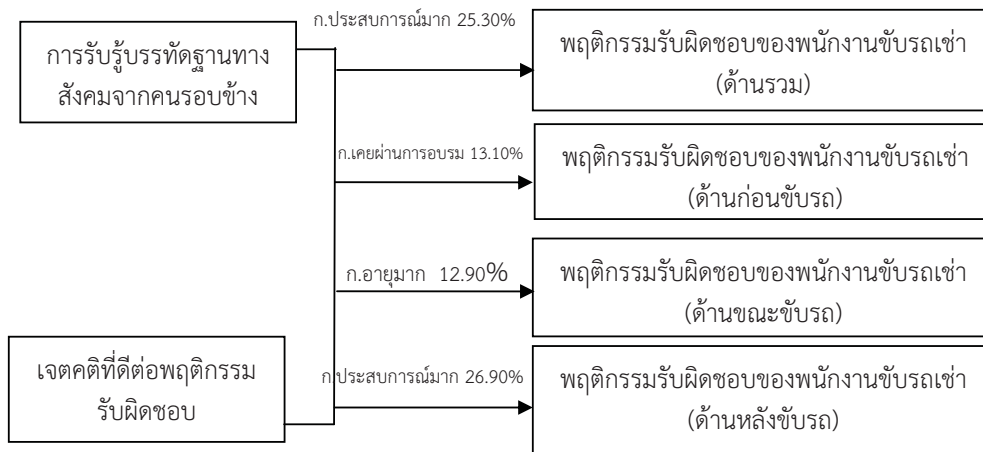 ก.ประสบการณ์มาก 25.30%
การรับรู้บรรทัดฐานทาง
สังคมจากคนรอบข้าง
พฤติกรรมรับผิดชอบของพนักงานขับรถเช่า
(ด้านรวม)
ก.เคยผ่านการอบรม 13.10%
พฤติกรรมรับผิดชอบของพนักงานขับรถเช่า
(ด้านก่อนขับรถ)
ก.อายุมาก 12.90%
พฤติกรรมรับผิดชอบของพนักงานขับรถเช่า
(ด้านขณะขับรถ)
เจตคติที่ดีต่อพฤติกรรม
รับผิดชอบ
ก.ประสบการณ์มาก 26.90%
พฤติกรรมรับผิดชอบของพนักงานขับรถเช่า
(ด้านหลังขับรถ)